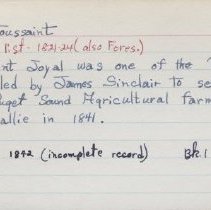 Toussaint
P.S.F. - 1821-24 (also Fores.)
nt Joyal was one of the
led by James Sinclair to se
uget Sound Agricultural Farm
allie in 1841.
1842 (incomplete record) Bk.1